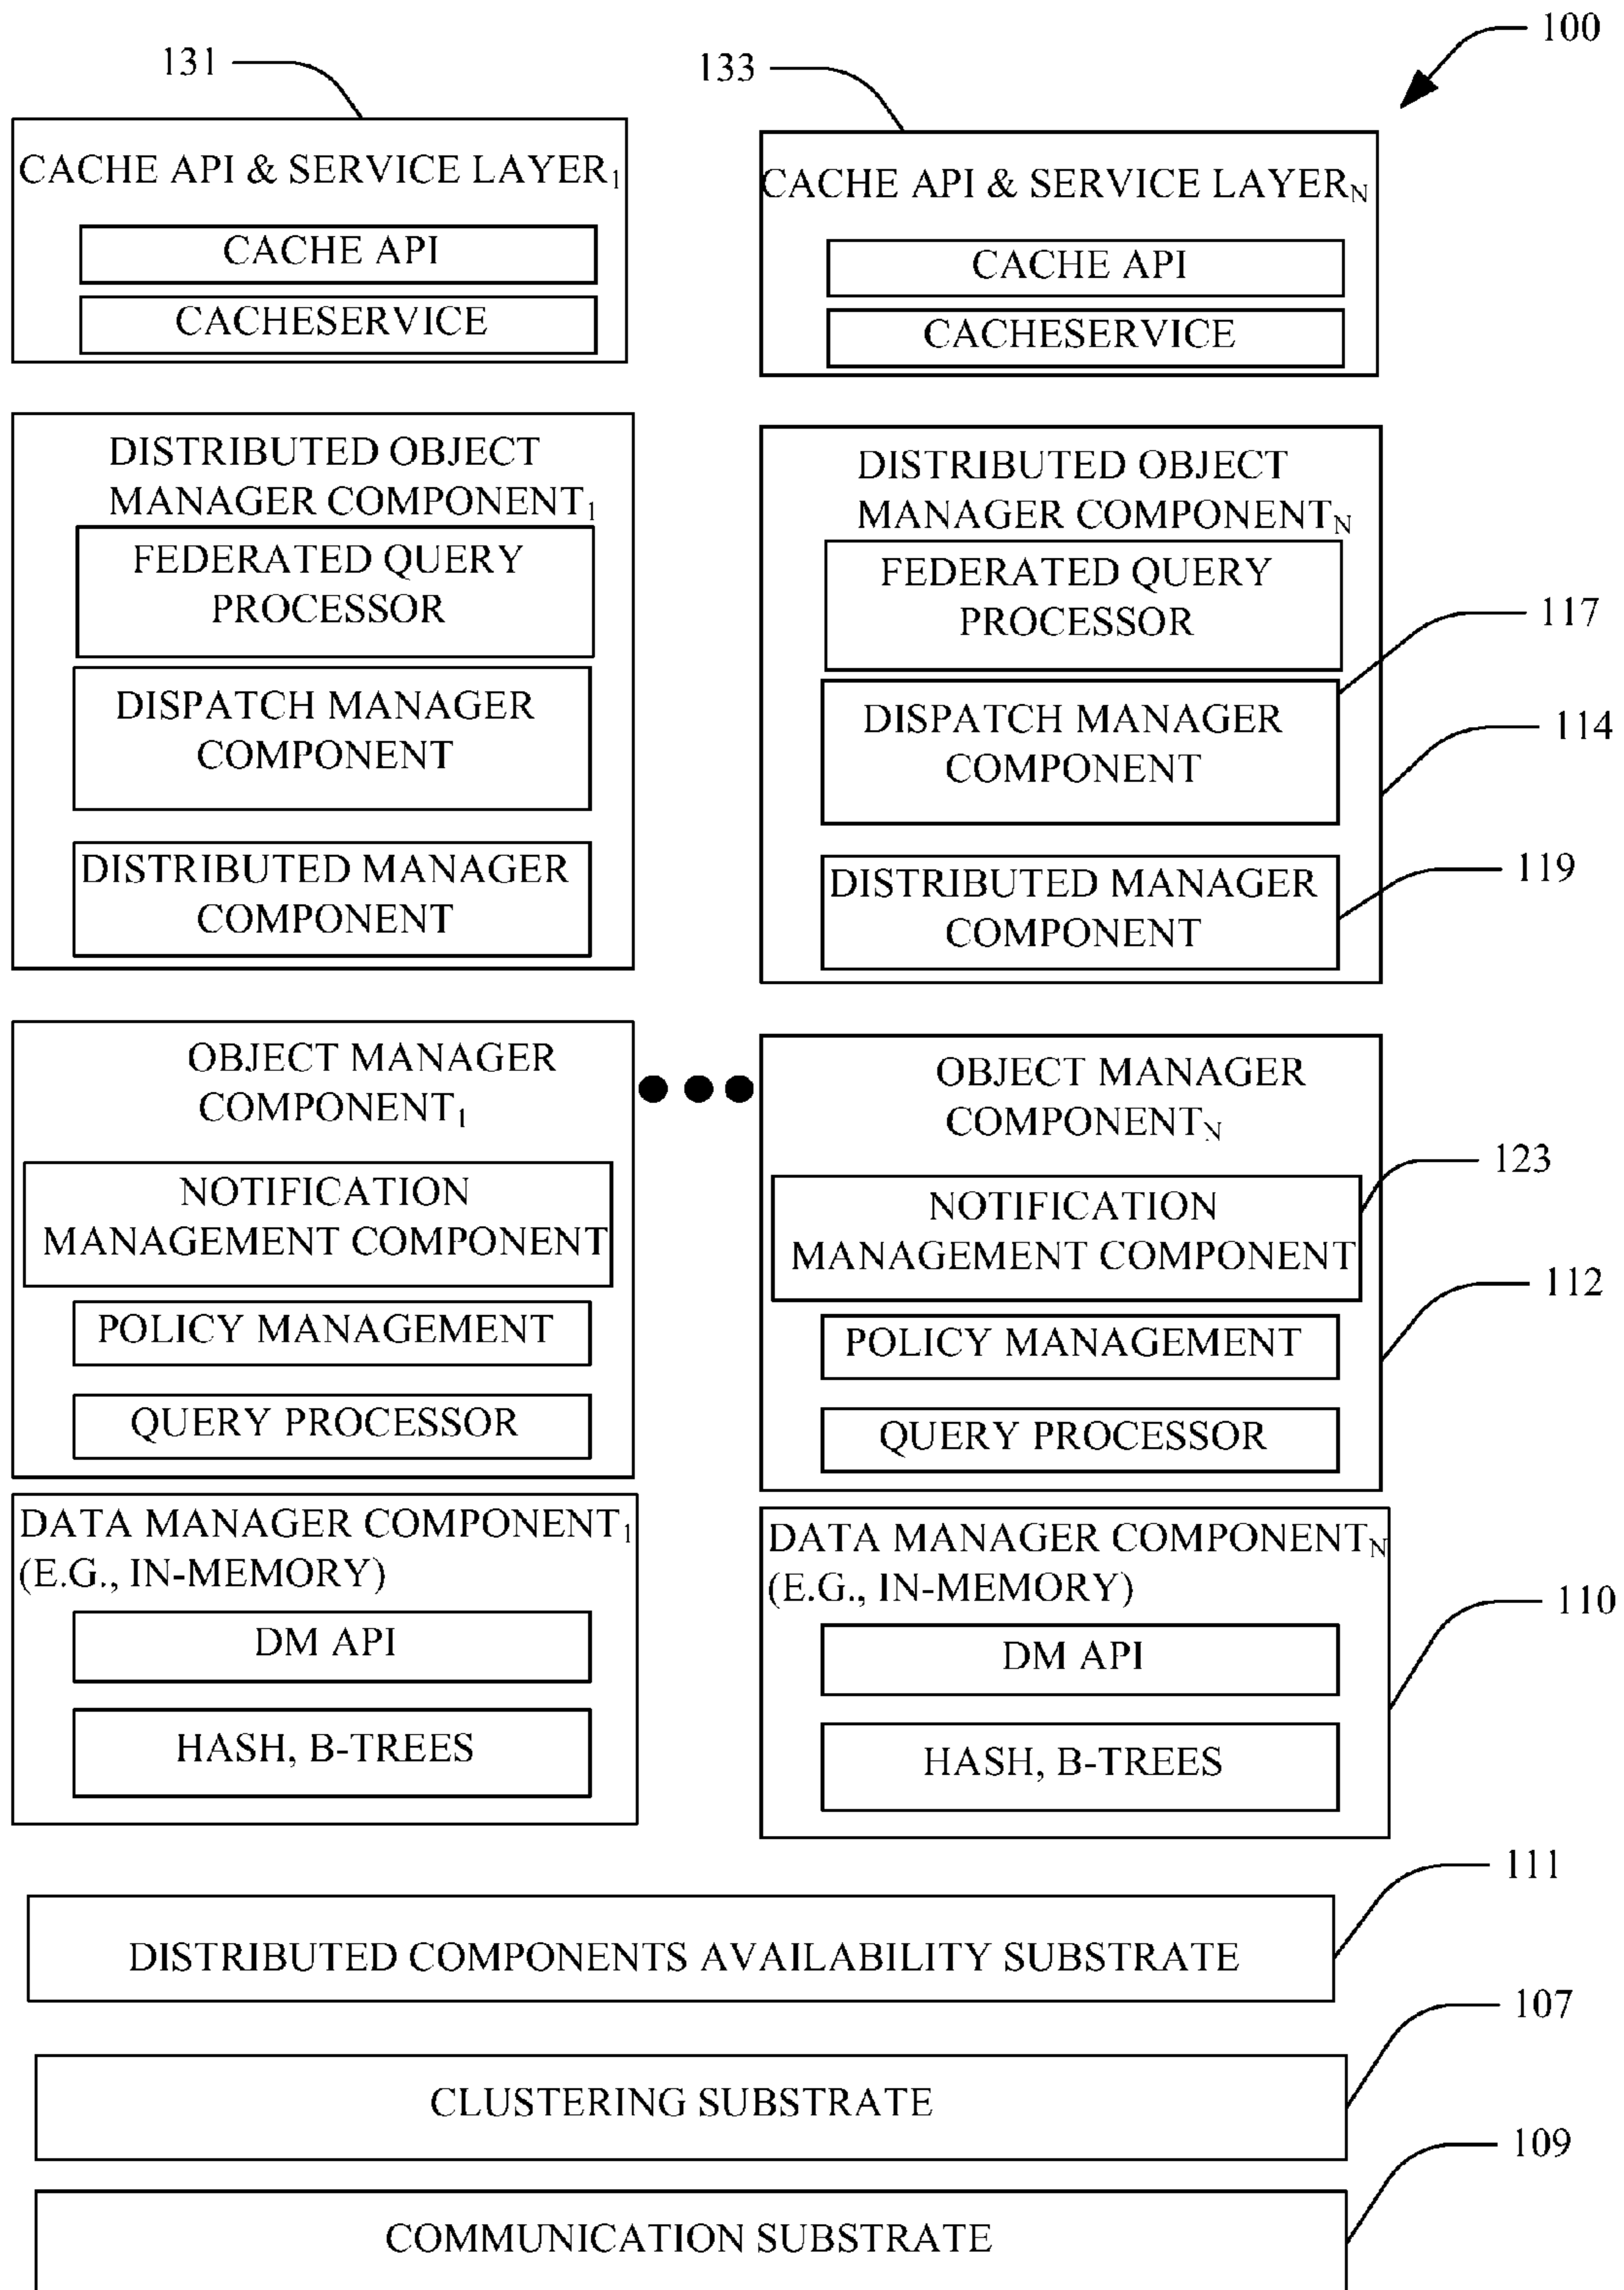 100
131
133
CACHE API & SERVICE LAYER1
CACHE API
CACHESERVICE
CACHE API & SERVICE LAYERN
CACHE API
CACHESERVICE
DISTRIBUTED OBJECT
MANAGER COMPONENT1
FEDERATED QUERY
PROCESSOR
DISPATCH MANAGER
COMPONENT
DISTRIBUTED MANAGER
COMPONENT
DISTRIBUTED OBJECT
MANAGER COMPONENTN
FEDERATED QUERY
PROCESSOR
DISPATCH MANAGER
COMPONENT
DISTRIBUTED MANAGER
COMPONENT
117
114
119
OBJECT MANAGER
COMPONENT1
NOTIFICATION
MANAGEMENT COMPONENT
POLICY MANAGEMENT
QUERY PROCESSOR
OBJECT MANAGER
COMPONENTN
NOTIFICATION
MANAGEMENT COMPONENT
POLICY MANAGEMENT
QUERY PROCESSOR
123
112
DATA MANAGER COMPONENT1
(E.G., IN-MEMORY)
DM API
HASH, B-TREES
DATA MANAGER COMPONENTN
(E.G., IN-MEMORY)
DM API
HASH, B-TREES
110
111
DISTRIBUTED COMPONENTS AVAILABILITY SUBSTRATE
107
CLUSTERING SUBSTRATE
109
COMMUNICATION SUBSTRATE